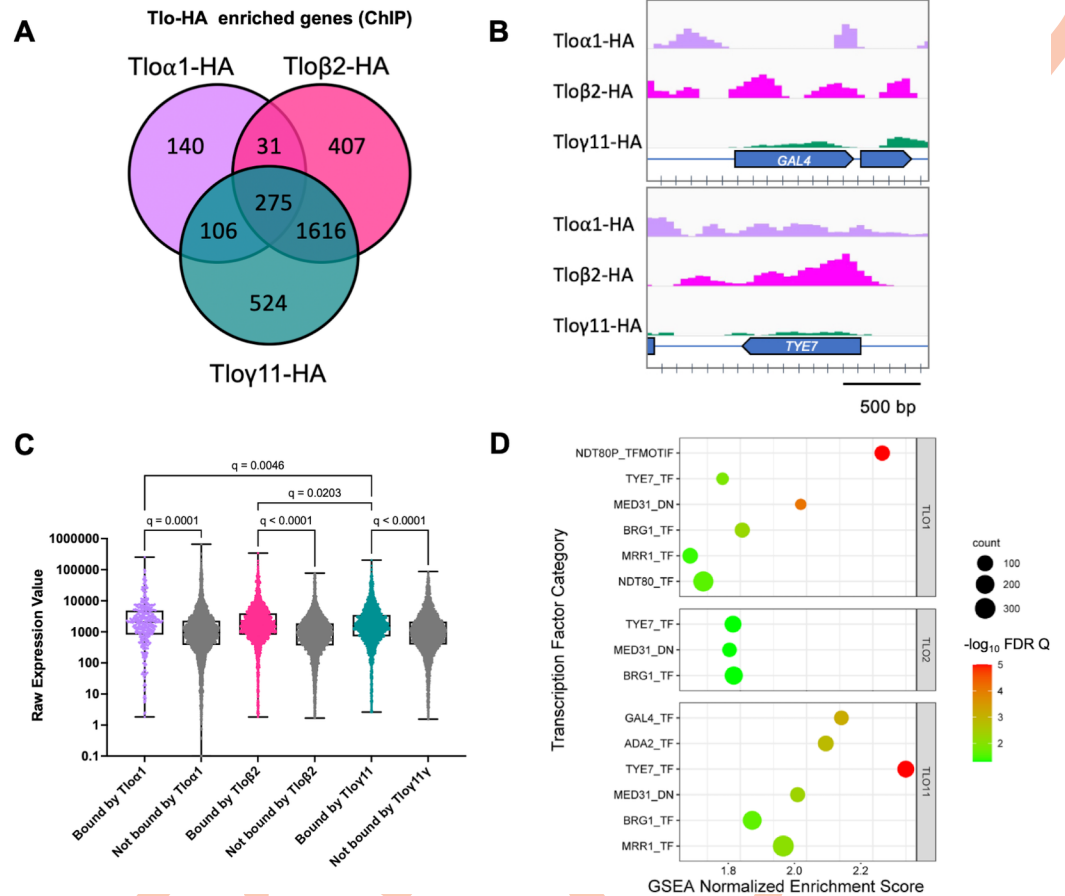 A
Tlo-HA enriched genes (ChIP)
Tloα1-HA
Tloβ2-HA
140
31
407
275
106
1616
524
Tloγ11-HA
B
Tloα1-HA
Tloβ2-HA
Tloγ11-HA
GAL4
Tloα1-HA
Tloβ2-HA
Tloγ11-HA
TYE7
500 bp
C
q = 0.0046
q = 0.0203
q = 0.0001
q < 0.0001
q < 0.0001
Raw Expression Value
1000000
100000
10000
1000
100
10
1
0.1
Bound by Tloα1
Not bound by Tloα1
Bound by Tloβ2
Not bound by Tloβ2
Bound by Tloγ11
Not bound by Tloγ11γ
D
Transcription Factor Category
NDT80P_TFMOTIF
TYE7_TF
MED31_DN
BRG1_TF
MRR1_TF
NDT80_TF
TLO1
TYE7_TF
MED31_DN
BRG1_TF
TLO2
GAL4_TF
ADA2_TF
TYE7_TF
MED31_DN
BRG1_TF
MRR1_TF
TLO11
1.8
2.0
2.2
GSEA Normalized Enrichment Score
count
100
200
300
-log10 FDR Q
5
4
3
2